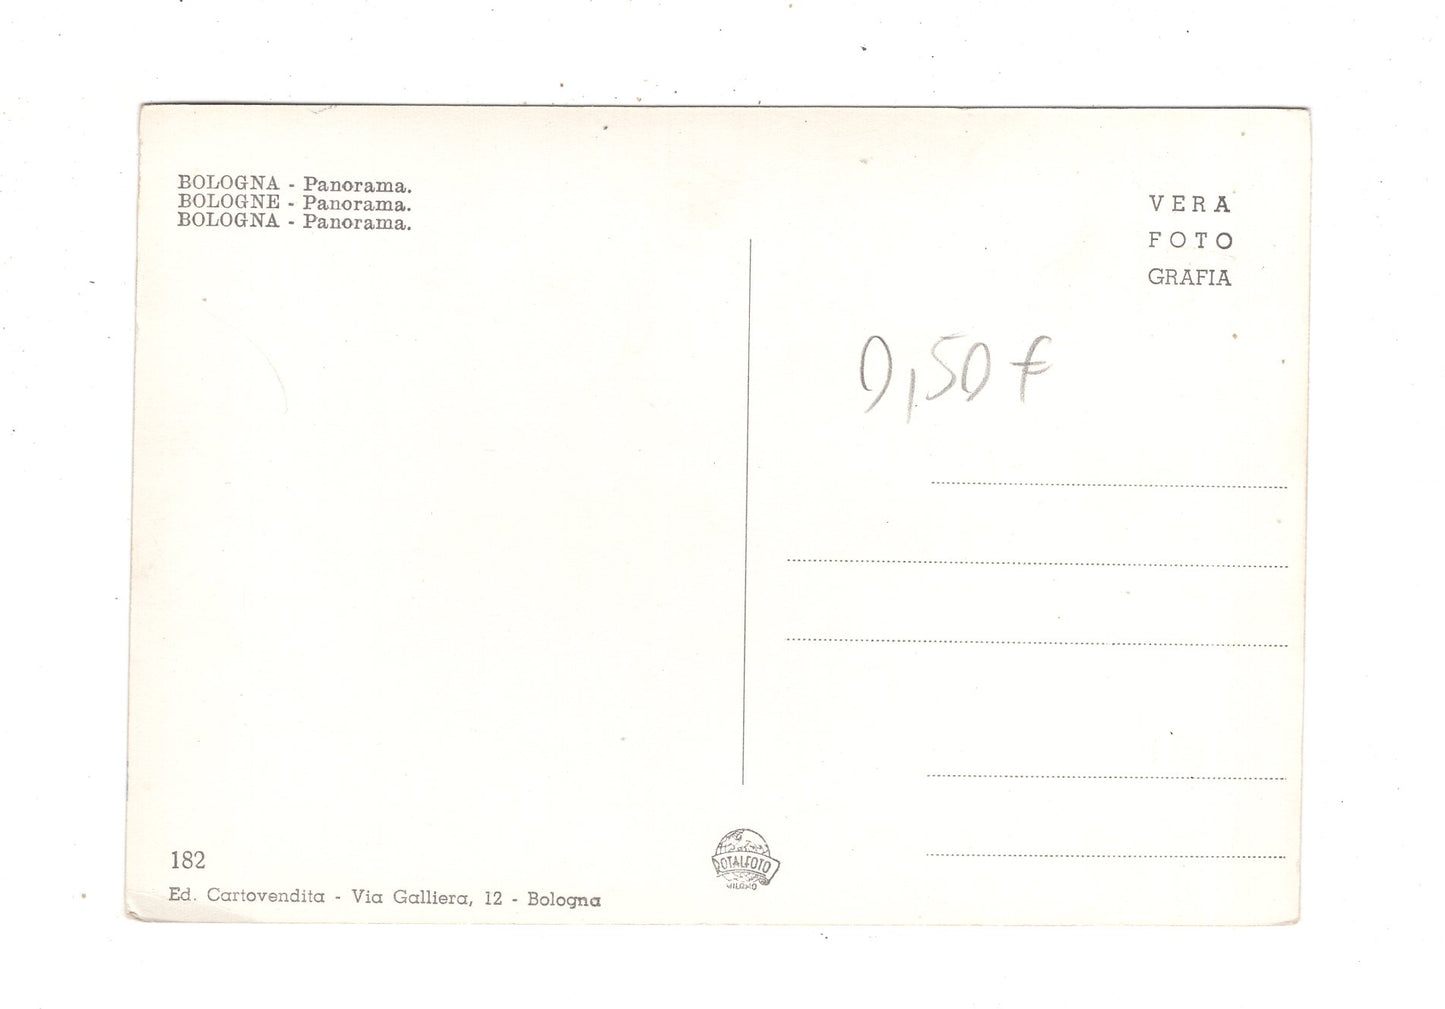 BOLOGNA - Panorama.
BOLOGNE - Panorama.
BOLOGNA - Panorama.
VERA
FOTO
GRAFIA
0,50 €
182
Ed. Cartovendita - Via Galliera, 12 - Bologna
ROTALFOTO
MILANO